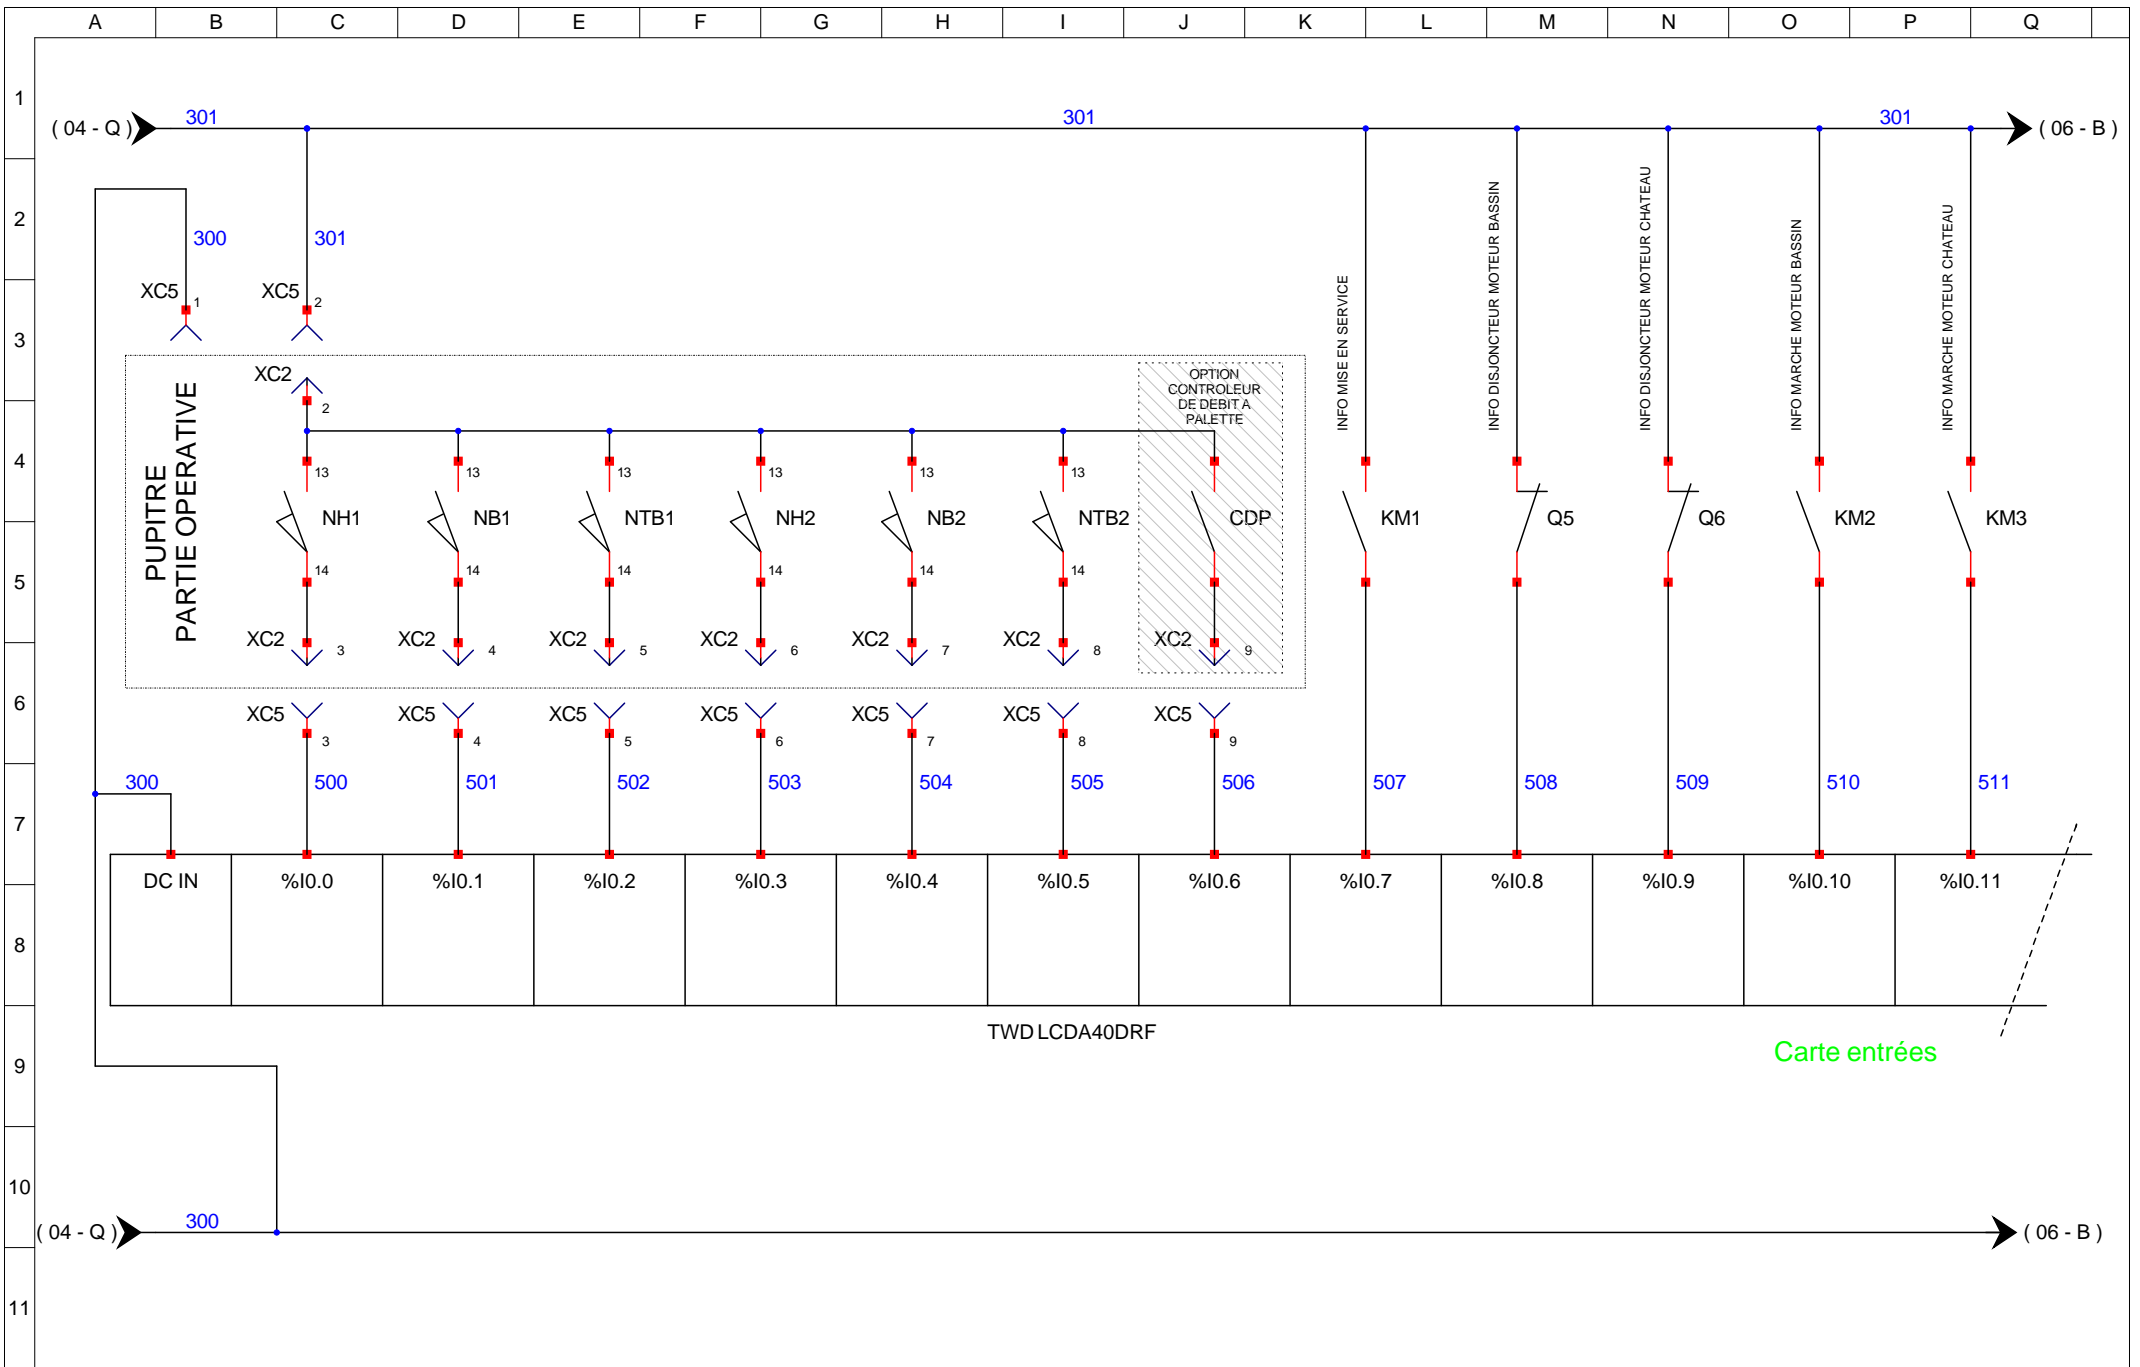 A B C D E F G H I J K L M N O P Q
1
( 04 - Q ) 301 301 301 ( 06 - B )
2
300 301
INFO MISE EN SERVICE
INFO DISJONCTEUR MOTEUR BASSIN
INFO DISJONCTEUR MOTEUR CHATEAU
INFO MARCHE MOTEUR BASSIN
INFO MARCHE MOTEUR CHATEAU
XC5 1 XC5 2
3
XC2 2
OPTION
CONTROLEUR
DE DEBIT A
PALETTE
PUPITRE
PARTIE OPERATIVE
4
13 13 13 13 13 13
NH1 NB1 NTB1 NH2 NB2 NTB2 CDP KM1 Q5 Q6 KM2 KM3
14 14 14 14 14 14
5
XC2 3 XC2 4 XC2 5 XC2 6 XC2 7 XC2 8 XC2 9
6
XC5 3 XC5 4 XC5 5 XC5 6 XC5 7 XC5 8 XC5 9
300 500 501 502 503 504 505 506 507 508 509 510 511
7
DC IN %I0.0 %I0.1 %I0.2 %I0.3 %I0.4 %I0.5 %I0.6 %I0.7 %I0.8 %I0.9 %I0.10 %I0.11
8
TWD LCDA40DRF
9
Carte entrées
10
( 04 - Q ) 300 ( 06 - B )
11